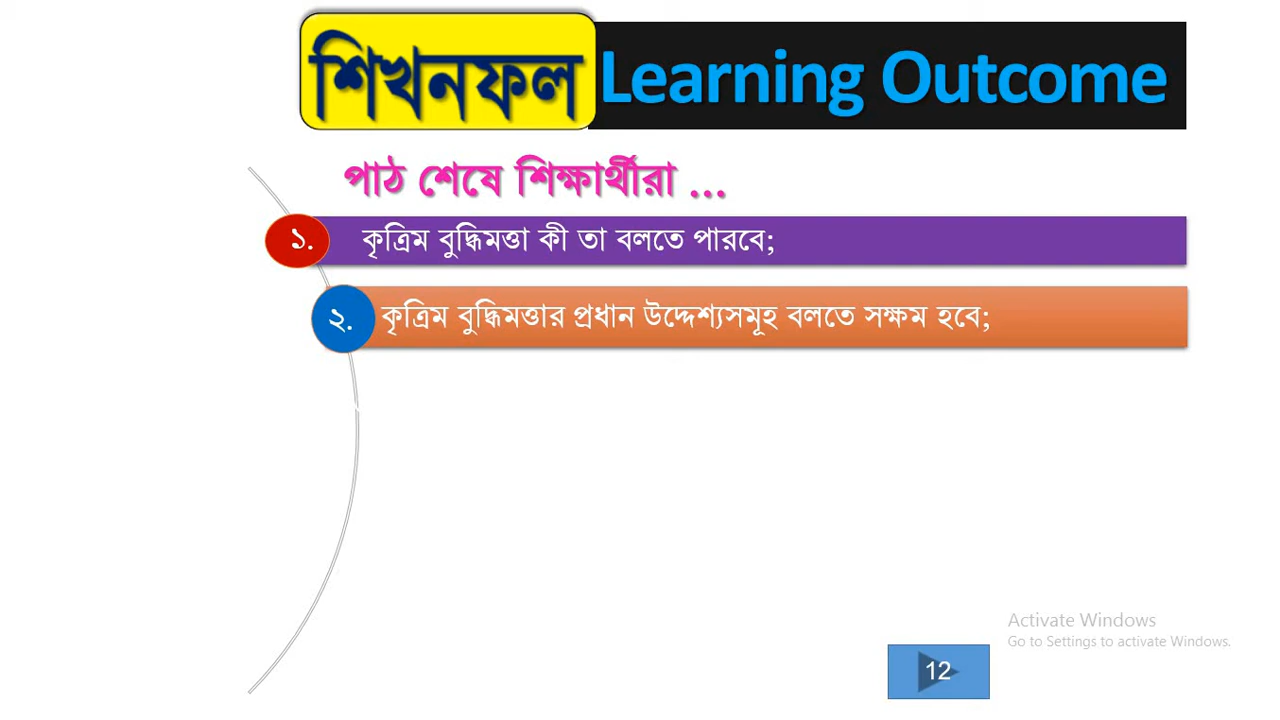 শিখনফল Learning Outcome
পাঠ শেষে শিক্ষার্থীরা ...
১. কৃত্রিম বুদ্ধিমত্তা কী তা বলতে পারবে;
২. কৃত্রিম বুদ্ধিমত্তার প্রধান উদ্দেশ্যসমূহ বলতে সক্ষম হবে;
Activate Windows
Go to Settings to activate Windows.
12